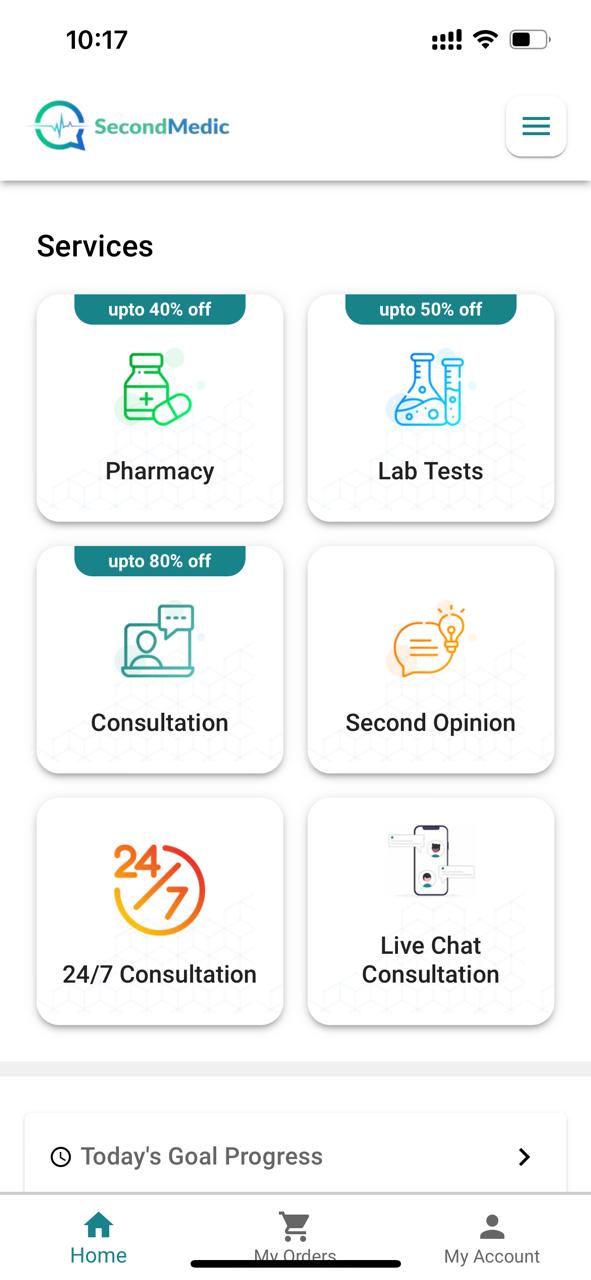 10:17
SecondMedic
Services
upto 40% off
upto 50% off
Pharmacy
Lab Tests
upto 80% off
Consultation
Second Opinion
24/7
24/7 Consultation
Live Chat
Consultation
Today's Goal Progress
Home
My Orders
My Account